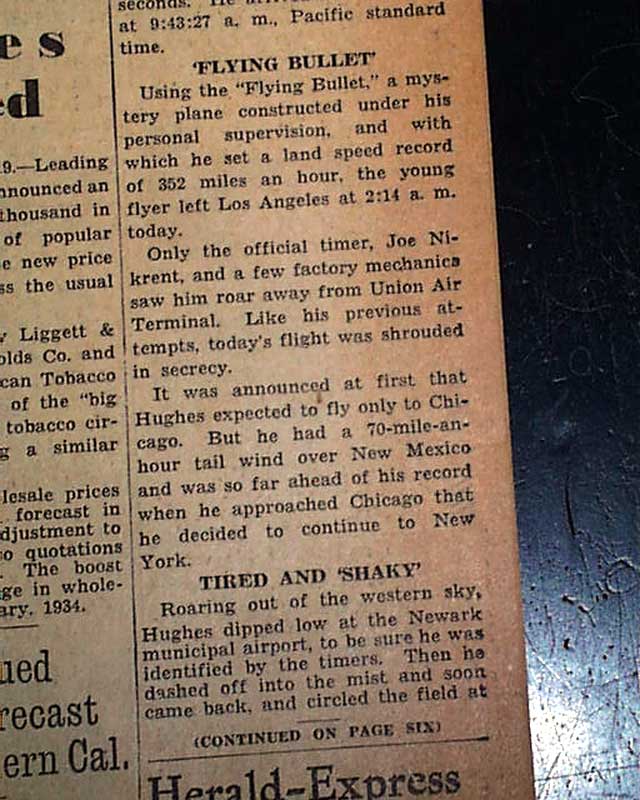 es
ed
9.—Leading
nnounced an
thousand in
of popular
e new price
ss the usual
y Liggett &
olds Co. and
can Tobacco
of the "big
tobacco cir-
g a similar
lesale prices
forecast in
djustment to
o quotations
. The boost
ge in whole-
ary, 1934.
ued
recast
ern Cal.
seconds. He
at 9:43:27 a. m., Pacific standard
time.
'FLYING BULLET'
Using the "Flying Bullet," a mys-
tery plane constructed under his
personal supervision, and with
which he set a land speed record
of 352 miles an hour, the young
flyer left Los Angeles at 2:14 a. m.
today.
Only the official timer, Joe Ni-
krent, and a few factory mechanics
saw him roar away from Union Air
Terminal. Like his previous at-
tempts, today's flight was shrouded
in secrecy.
It was announced at first that
Hughes expected to fly only to Chi-
cago. But he had a 70-mile-an-
hour tail wind over New Mexico
and was so far ahead of his record
when he approached Chicago that
he decided to continue to New
York.
TIRED AND 'SHAKY'
Roaring out of the western sky,
Hughes dipped low at the Newark
municipal airport, to be sure he was
identified by the timers. Then he
dashed off into the mist and soon
came back, and circled the field at
(CONTINUED ON PAGE SIX)
Herald-Express